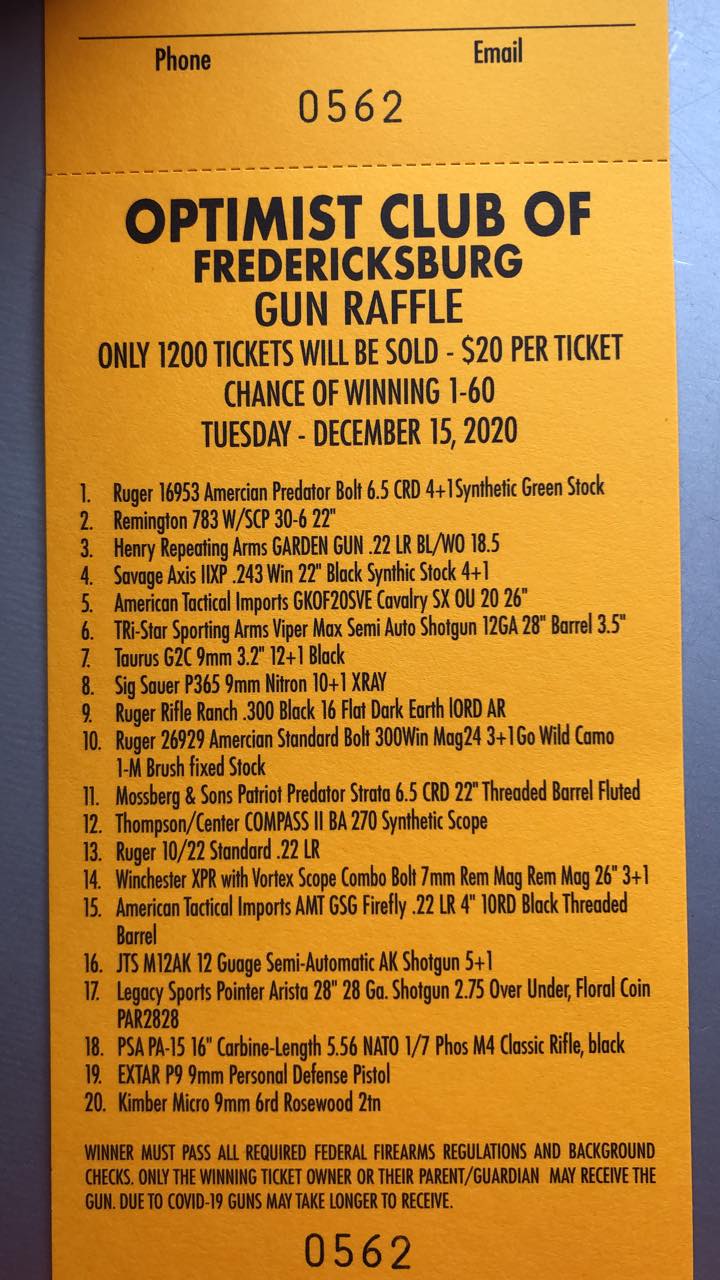 Phone Email
0562
OPTIMIST CLUB OF
FREDERICKSBURG
GUN RAFFLE
ONLY 1200 TICKETS WILL BE SOLD - $20 PER TICKET
CHANCE OF WINNING 1-60
TUESDAY - DECEMBER 15, 2020
1. Ruger 16953 Amercian Predator Bolt 6.5 CRD 4+1Synthetic Green Stock
2. Remington 783 W/SCP 30-6 22"
3. Henry Repeating Arms GARDEN GUN .22 LR BL/WO 18.5
4. Savage Axis IIXP .243 Win 22" Black Synthic Stock 4+1
5. American Tactical Imports GKOF20SVE Cavalry SX OU 20 26"
6. TRi-Star Sporting Arms Viper Max Semi Auto Shotgun 12GA 28" Barrel 3.5"
7. Taurus G2C 9mm 3.2" 12+1 Black
8. Sig Sauer P365 9mm Nitron 10+1 XRAY
9. Ruger Rifle Ranch .300 Black 16 Flat Dark Earth lORD AR
10. Ruger 26929 Amercian Standard Bolt 300Win Mag24 3+1Go Wild Camo
1-M Brush fixed Stock
11. Mossberg & Sons Patriot Predator Strata 6.5 CRD 22" Threaded Barrel Fluted
12. Thompson/Center COMPASS II BA 270 Synthetic Scope
13. Ruger 10/22 Standard .22 LR
14. Winchester XPR with Vortex Scope Combo Bolt 7mm Rem Mag Rem Mag 26" 3+1
15. American Tactical Imports AMT GSG Firefly .22 LR 4" 10RD Black Threaded
Barrel
16. JTS M12AK 12 Guage Semi-Automatic AK Shotgun 5+1
17. Legacy Sports Pointer Arista 28" 28 Ga. Shotgun 2.75 Over Under, Floral Coin
PAR2828
18. PSA PA-15 16" Carbine-Length 5.56 NATO 1/7 Phos M4 Classic Rifle, black
19. EXTAR P9 9mm Personal Defense Pistol
20. Kimber Micro 9mm 6rd Rosewood 2tn
WINNER MUST PASS ALL REQUIRED FEDERAL FIREARMS REGULATIONS AND BACKGROUND
CHECKS. ONLY THE WINNING TICKET OWNER OR THEIR PARENT/GUARDIAN MAY RECEIVE THE
GUN. DUE TO COVID-19 GUNS MAY TAKE LONGER TO RECEIVE.
0562